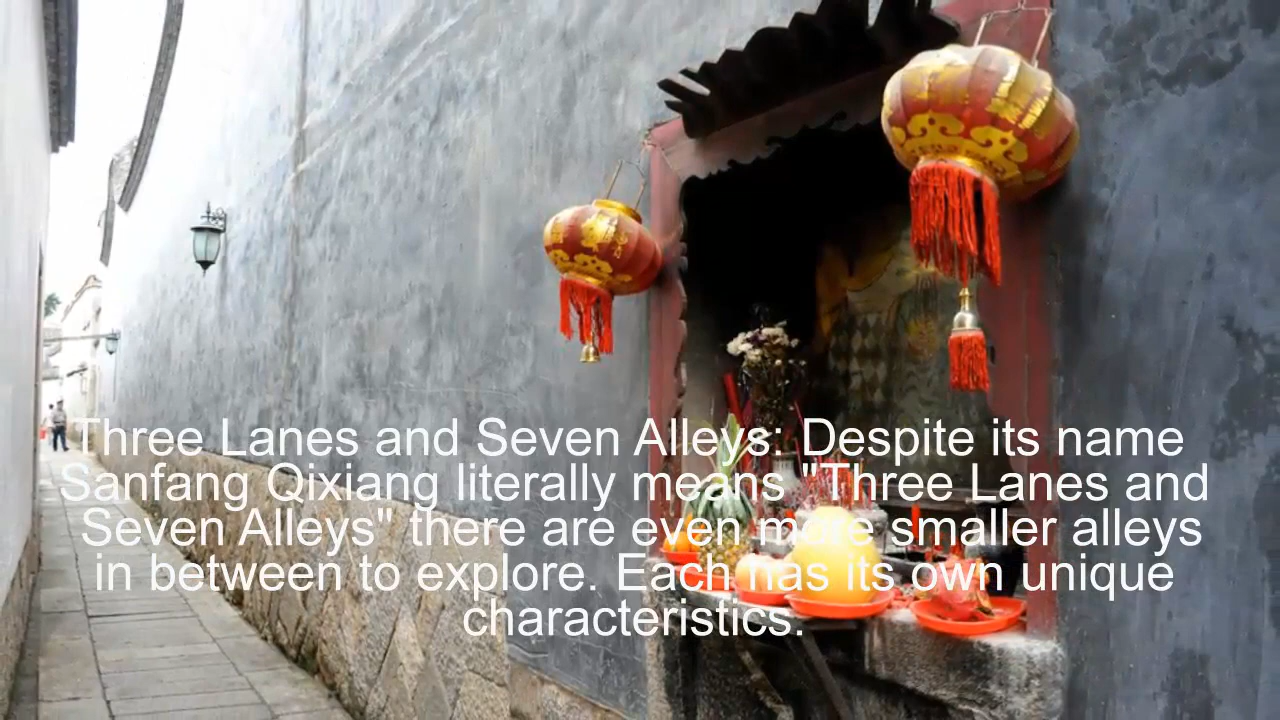 Three Lanes and Seven Alleys: Despite its name
Sanfang Qixiang literally means "Three Lanes and
Seven Alleys" there are even more smaller alleys
in between to explore. Each has its own unique
characteristics.